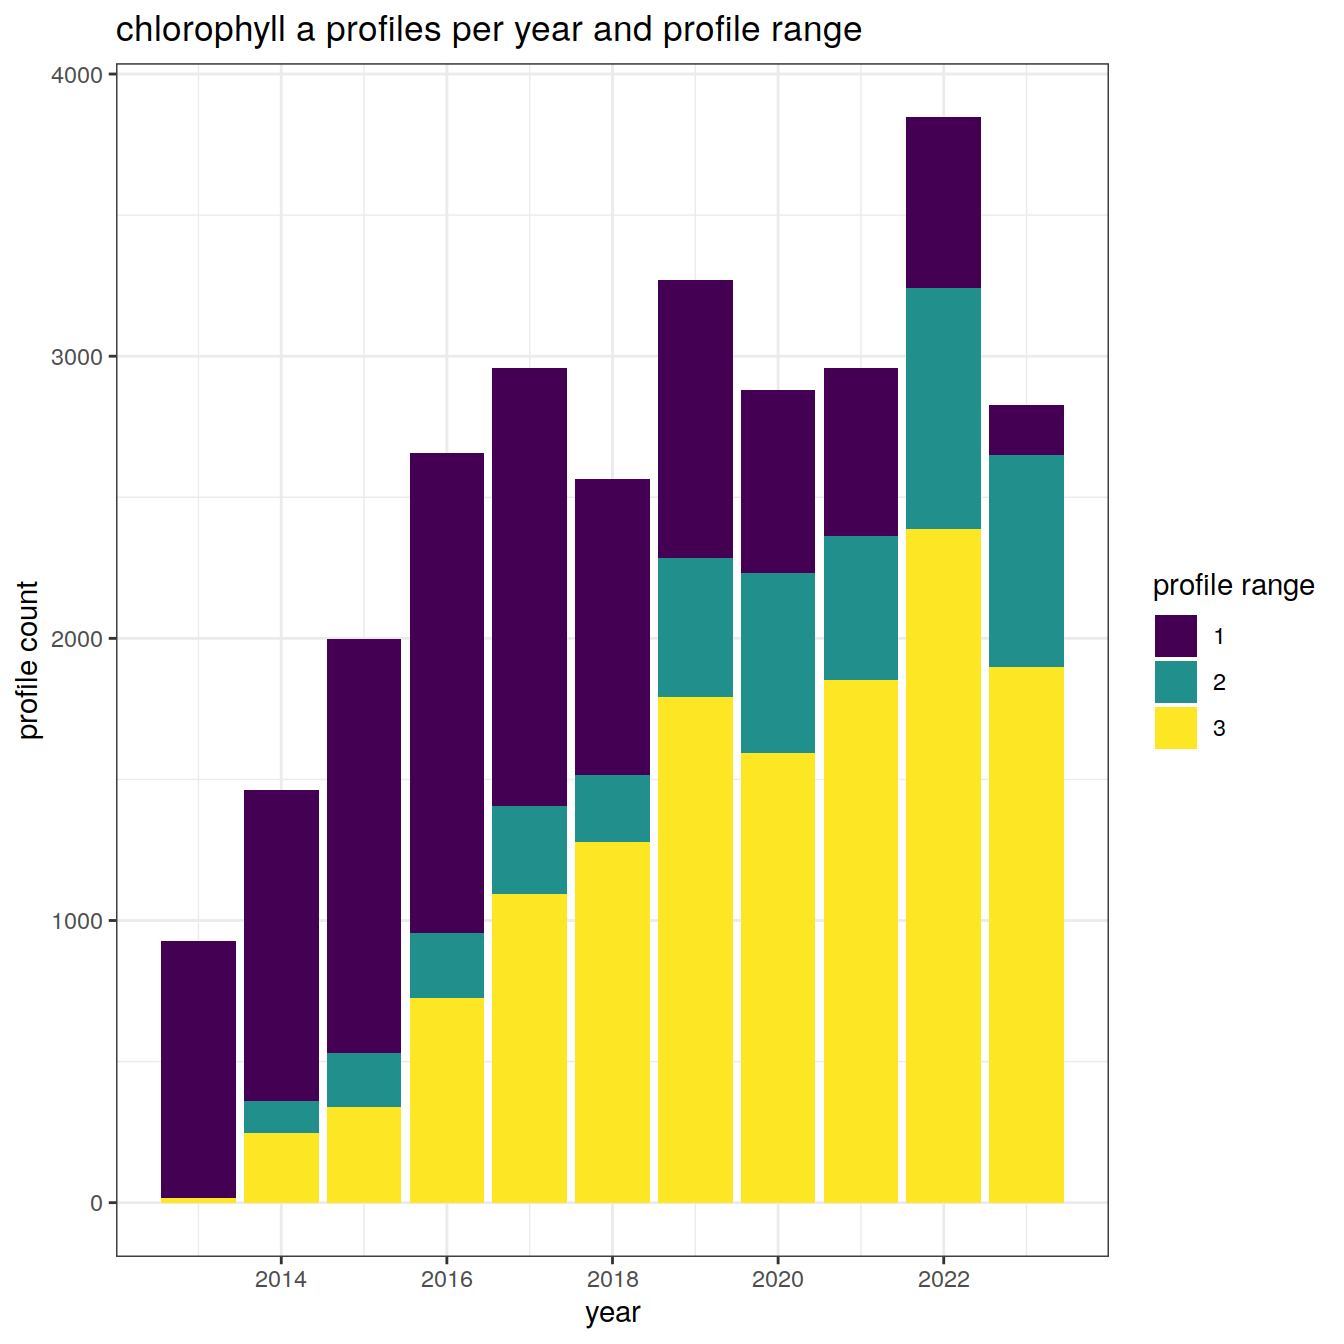 chlorophyll a profiles per year and profile range
4000
3000
2000
1000
0
profile count
2014 2016 2018 2020 2022
year
profile range
1
2
3